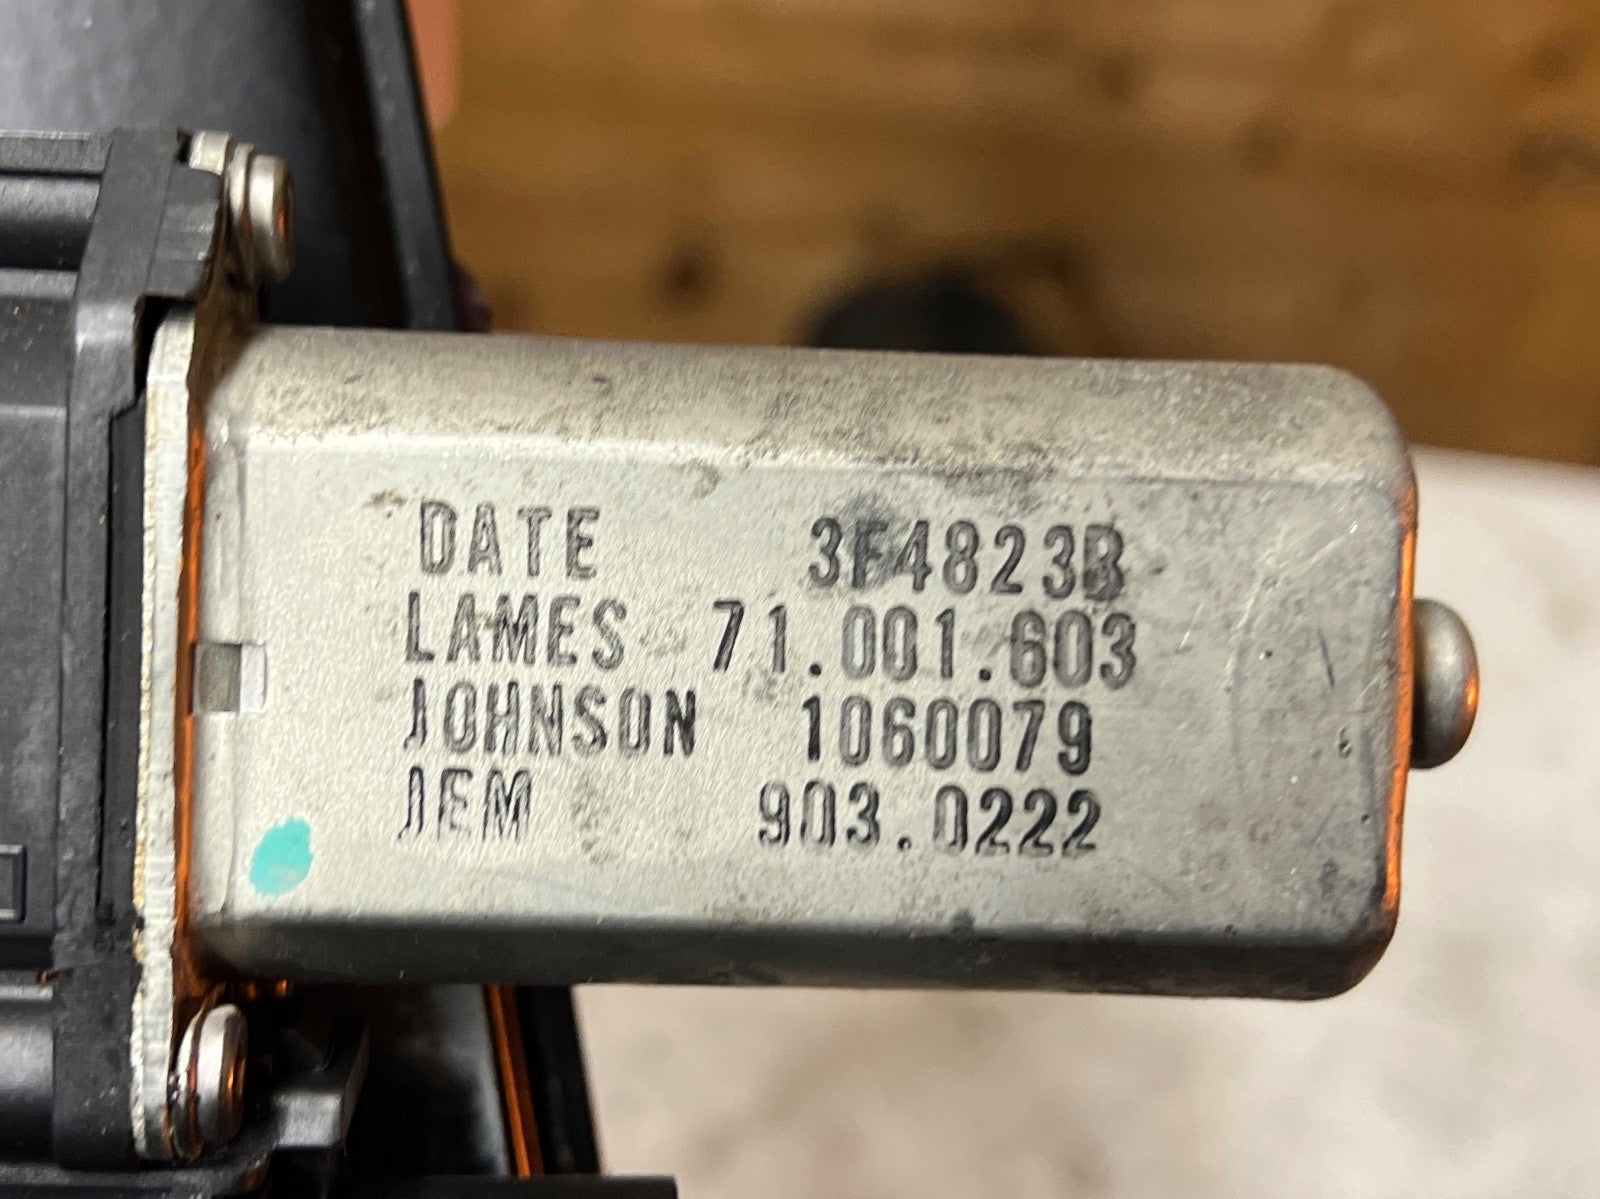 DATE 3F4823B
LAMES 71.001.603
JOHNSON 1060079
JEM 903.0222